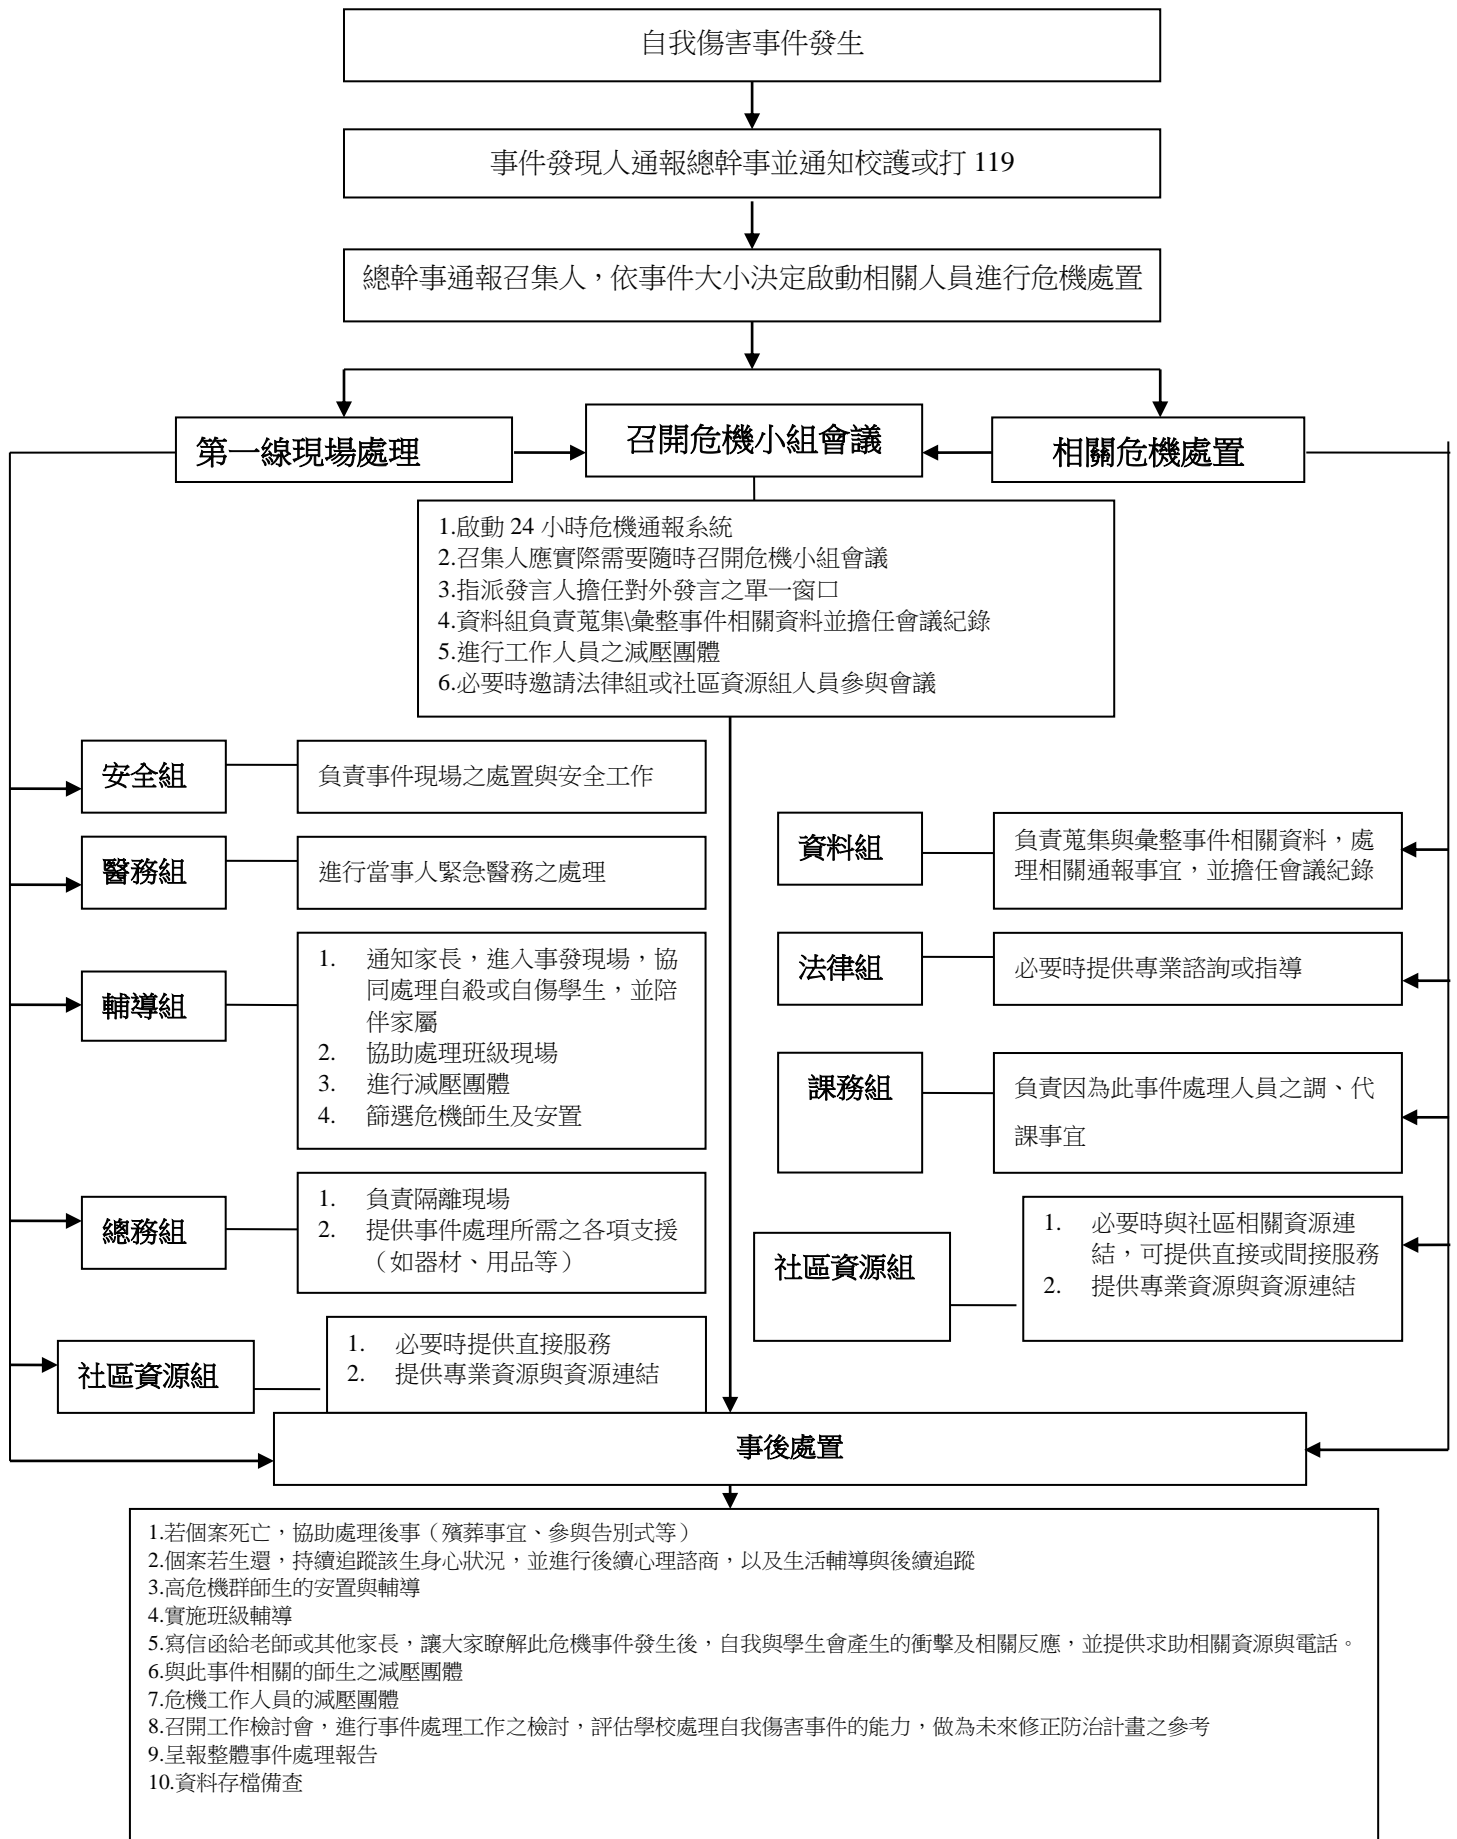 自我傷害事件發生
事件發現人通報總幹事並通知校護或打 119
總幹事通報召集人，依事件大小決定啟動相關人員進行危機處置
第一線現場處理
召開危機小組會議
相關危機處置
1.啟動 24 小時危機通報系統
2.召集人應實際需要隨時召開危機小組會議
3.指派發言人擔任對外發言之單一窗口
4.資料組負責蒐集\彙整事件相關資料並擔任會議紀錄
5.進行工作人員之減壓團體
6.必要時邀請法律組或社區資源組人員參與會議
安全組
負責事件現場之處置與安全工作
醫務組
進行當事人緊急醫務之處理
輔導組
1. 通知家長，進入事發現場，協
同處理自殺或自傷學生，並陪
伴家屬
2. 協助處理班級現場
3. 進行減壓團體
4. 篩選危機師生及安置
總務組
1. 負責隔離現場
2. 提供事件處理所需之各項支援
（如器材、用品等）
社區資源組
1. 必要時提供直接服務
2. 提供專業資源與資源連結
資料組
負責蒐集與彙整事件相關資料，處
理相關通報事宜，並擔任會議紀錄
法律組
必要時提供專業諮詢或指導
課務組
負責因為此事件處理人員之調、代
課事宜
社區資源組
1. 必要時與社區相關資源連
結，可提供直接或間接服務
2. 提供專業資源與資源連結
事後處置
1.若個案死亡，協助處理後事（殯葬事宜、參與告別式等）
2.個案若生還，持續追蹤該生身心狀況，並進行後續心理諮商，以及生活輔導與後續追蹤
3.高危機群師生的安置與輔導
4.實施班級輔導
5.寫信函給老師或其他家長，讓大家瞭解此危機事件發生後，自我與學生會產生的衝擊及相關反應，並提供求助相關資源與電話。
6.與此事件相關的師生之減壓團體
7.危機工作人員的減壓團體
8.召開工作檢討會，進行事件處理工作之檢討，評估學校處理自我傷害事件的能力，做為未來修正防治計畫之參考
9.呈報整體事件處理報告
10.資料存檔備查